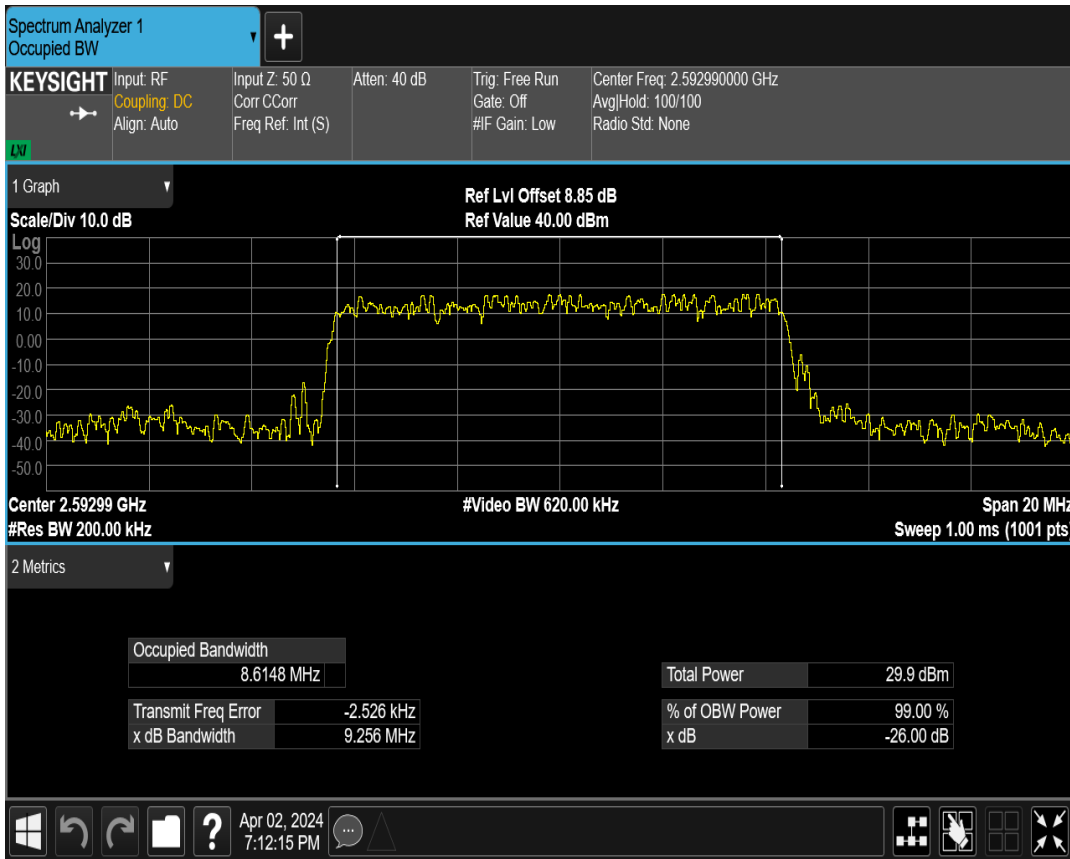 Spectrum Analyzer 1
Occupied BW
+
KEYSIGHT
LXI
Input: RF
Coupling: DC
Align: Auto
Input Z: 50 Ω
Corr CCorr
Freq Ref: Int (S)
Atten: 40 dB
Trig: Free Run
Gate: Off
#IF Gain: Low
Center Freq: 2.592990000 GHz
Avg|Hold: 100/100
Radio Std: None
1 Graph
Scale/Div 10.0 dB
Ref Lvl Offset 8.85 dB
Ref Value 40.00 dBm
Log
30.0
20.0
10.0
0.00
-10.0
-20.0
-30.0
-40.0
-50.0
Center 2.59299 GHz
#Res BW 200.00 kHz
#Video BW 620.00 kHz
Span 20 MHz
Sweep 1.00 ms (1001 pts)
2 Metrics
Occupied Bandwidth
8.6148 MHz
Transmit Freq Error -2.526 kHz
x dB Bandwidth 9.256 MHz
Total Power 29.9 dBm
% of OBW Power 99.00 %
x dB -26.00 dB
?
Apr 02, 2024
7:12:15 PM